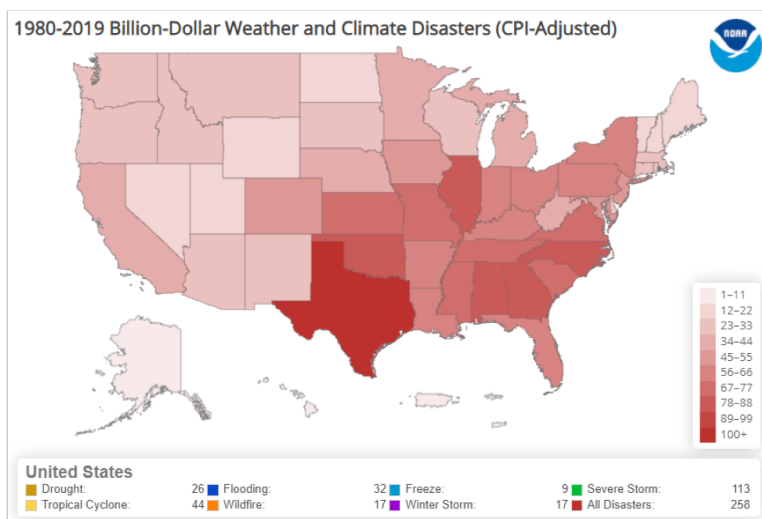 1980-2019 Billion-Dollar Weather and Climate Disasters (CPI-Adjusted)
NOAA
1–11
12–22
23–33
34–44
45–55
56–66
67–77
78–88
89–99
100+
United States
Drought: 26 Flooding: 32 Freeze: 9 Severe Storm: 113
Tropical Cyclone: 44 Wildfire: 17 Winter Storm: 17 All Disasters: 258